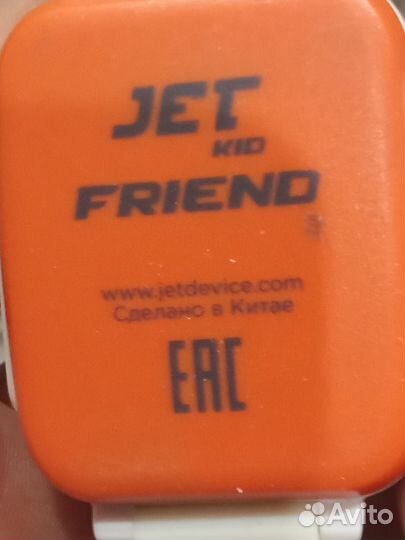 JET
KID
FRIEND
www.jetdevice.com
Сделано в Китае
EAC
Avito